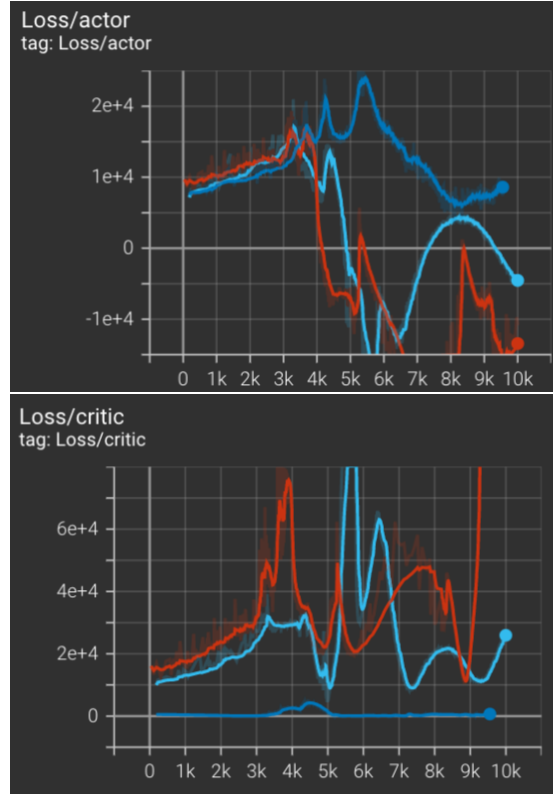 Loss/actor
tag: Loss/actor
2e+4
1e+4
0
-1e+4
0 1k 2k 3k 4k 5k 6k 7k 8k 9k 10k
Loss/critic
tag: Loss/critic
6e+4
4e+4
2e+4
0
0 1k 2k 3k 4k 5k 6k 7k 8k 9k 10k